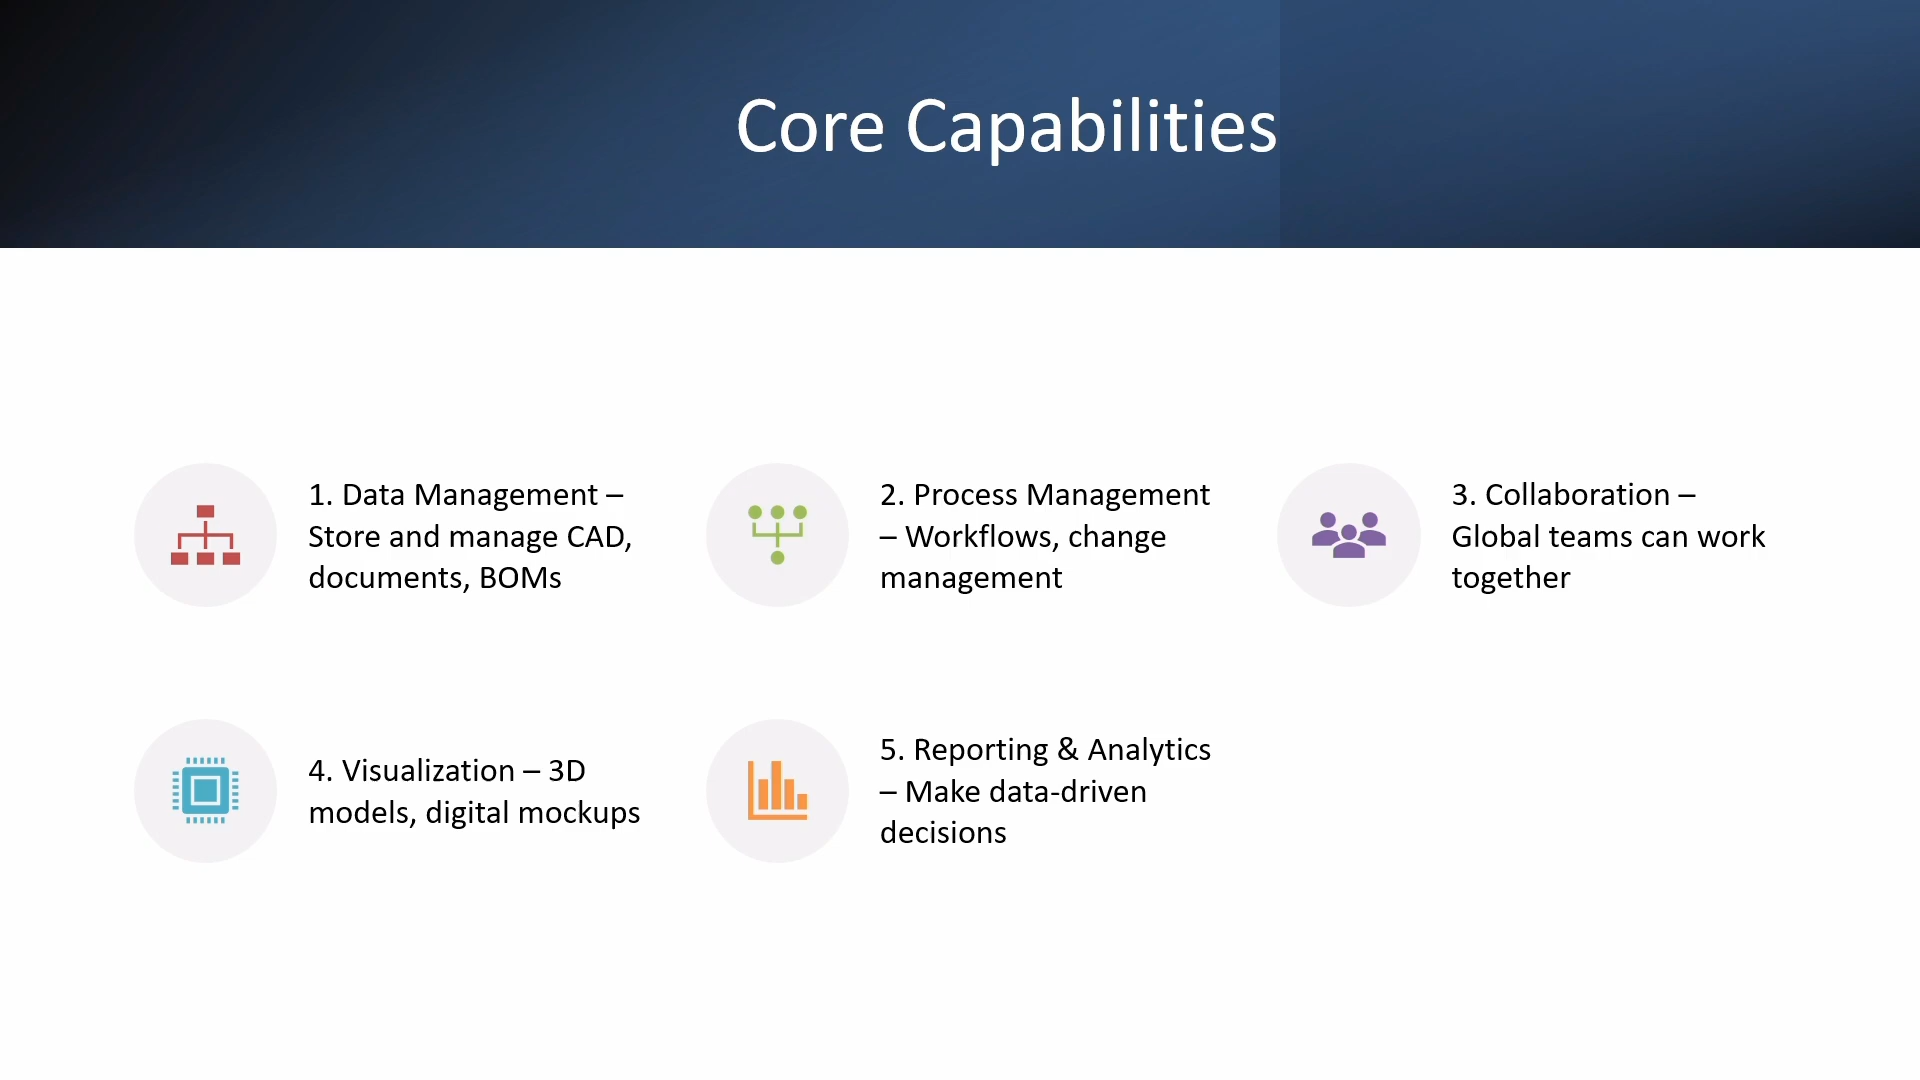 Core Capabilities
1. Data Management –
Store and manage CAD,
documents, BOMs
2. Process Management
– Workflows, change
management
3. Collaboration –
Global teams can work
together
4. Visualization – 3D
models, digital mockups
5. Reporting & Analytics
– Make data-driven
decisions